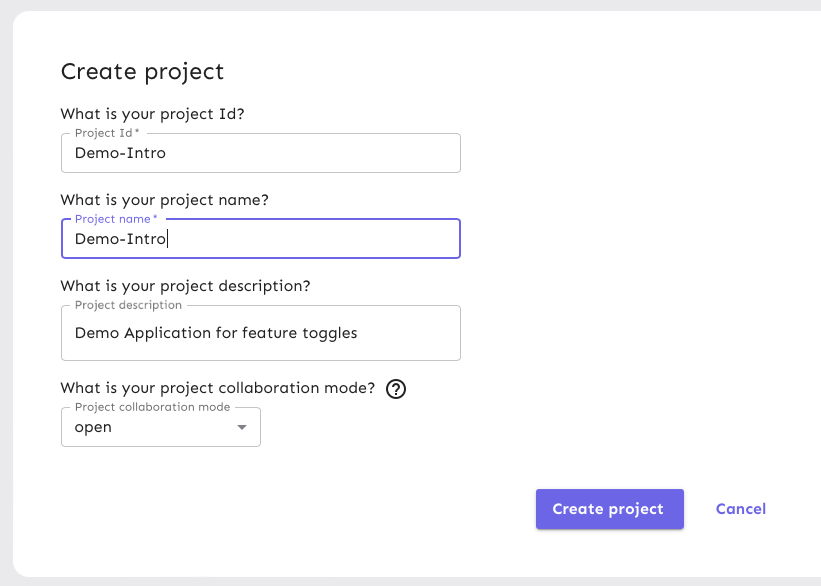 Create project
What is your project Id?
Project Id *
Demo-Intro
What is your project name?
Project name *
Demo-Intro
What is your project description?
Project description
Demo Application for feature toggles
What is your project collaboration mode? ?
Project collaboration mode
open
Create project Cancel